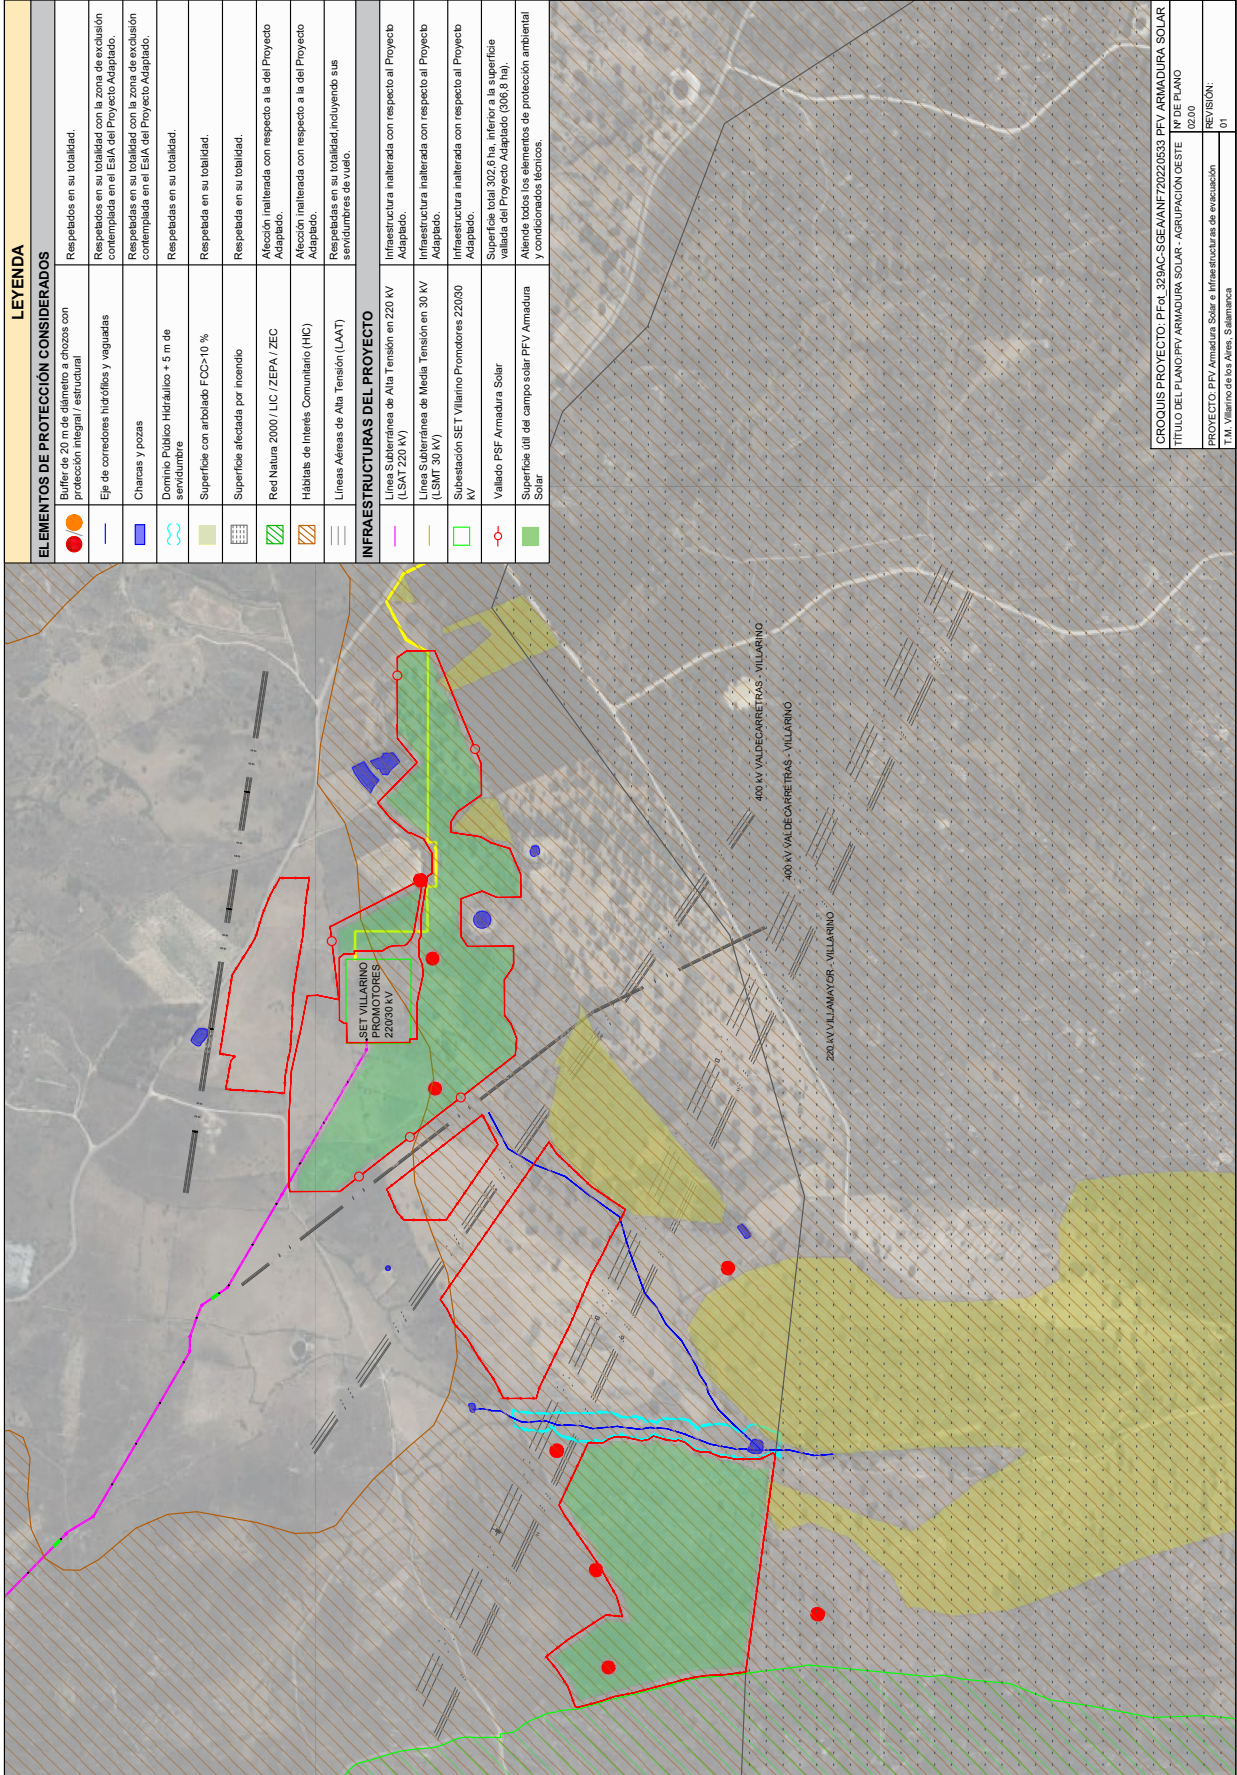 LEYENDA
ELEMENTOS DE PROTECCIÓN CONSIDERADOS
Buffer de 20 m de diámetro a chozos con
protección integral / estructural
Respetados en su totalidad.
Eje de corredores hidrófilos y vaguadas
Respetados en su totalidad con la zona de exclusión
contemplada en el EsIA del Proyecto Adaptado.
Charcas y pozas
Respetadas en su totalidad con la zona de exclusión
contemplada en el EsIA del Proyecto Adaptado.
Dominio Público Hidráulico + 5 m de
servidumbre
Respetadas en su totalidad.
Superficie con arbolado FCC>10 %
Respetada en su totalidad.
Superficie afectada por incendio
Respetada en su totalidad.
Red Natura 2000 / LIC / ZEPA / ZEC
Afección inalterada con respecto a la del Proyecto
Adaptado.
Hábitats de Interés Comunitario (HIC)
Afección inalterada con respecto a la del Proyecto
Adaptado.
Líneas Aéreas de Alta Tensión (LAAT)
Respetadas en su totalidad, incluyendo sus
servidumbres de vuelo.
INFRAESTRUCTURAS DEL PROYECTO
Línea Subterránea de Alta Tensión en 220 kV
(LSAT 220 kV)
Infraestructura inalterada con respecto al Proyecto
Adaptado.
Línea Subterránea de Media Tensión en 30 kV
(LSMT 30 kV)
Infraestructura inalterada con respecto al Proyecto
Adaptado.
Subestación SET Villarino Promotores 220/30
kV
Infraestructura inalterada con respecto al Proyecto
Adaptado.
Vallado PSF Armadura Solar
Superficie total 302,6 ha, inferior a la superficie
vallada del Proyecto Adaptado (306,8 ha).
Superficie útil del campo solar PFV Armadura
Solar
Atiende todos los elementos de protección ambiental
y condicionados técnicos.
SET VILLARINO
PROMOTORES
220/30 kV
400 kV VALDECARRETRAS - VILLARINO
400 kV VALDECARRETRAS - VILLARINO
220 kV VILLAMAYOR - VILLARINO
CROQUIS PROYECTO: PFot_329AC-SGEA/ANF720220533 PFV ARMADURA SOLAR
TÍTULO DEL PLANO:PFV ARMADURA SOLAR - AGRUPACIÓN OESTE
Nº DE PLANO
02.00
PROYECTO: PFV Armadura Solar e Infraestructuras de evacuación
T.M. Villarino de los Aires, Salamanca
REVISIÓN:
01